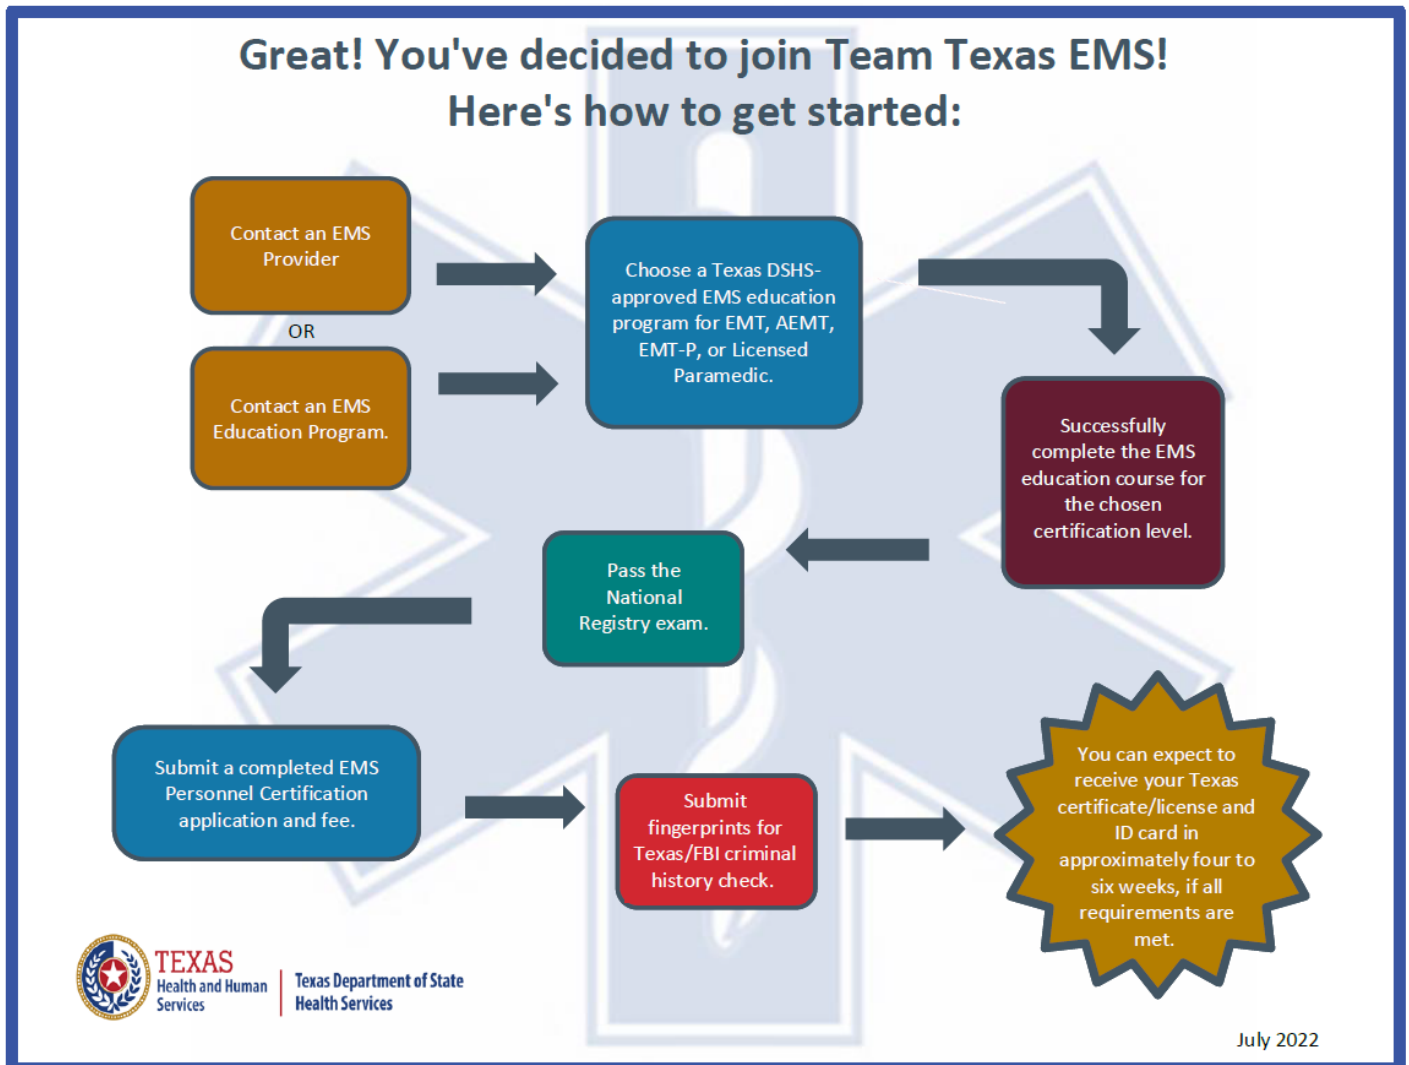 Great! You've decided to join Team Texas EMS!
Here's how to get started:
Contact an EMS
Provider
OR
Contact an EMS
Education Program.
Choose a Texas DSHS-
approved EMS education
program for EMT, AEMT,
EMT-P, or Licensed
Paramedic.
Successfully
complete the EMS
education course for
the chosen
certification level.
Pass the
National
Registry exam.
Submit a completed EMS
Personnel Certification
application and fee.
Submit
fingerprints for
Texas/FBI criminal
history check.
You can expect to
receive your Texas
certificate/license and
ID card in
approximately four to
six weeks, if all
requirements are
met.
TEXAS
Health and Human
Services
Texas Department of State
Health Services
July 2022